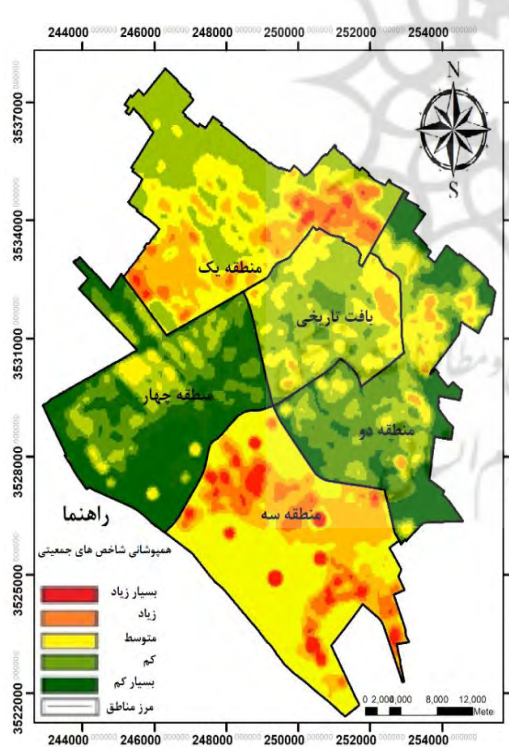 244000 246000 248000 250000 252000 254000
N
S
3537000
3534000
3531000
3528000
3525000
3522000
منطقه یک
بافت تاریخی
منطقه چهار
منطقه دو
منطقه سه
راهنما
همپوشانی شاخص های جمعیتی
بسیار زیاد
زیاد
متوسط
کم
بسیار کم
مرز مناطق
0 2,000 4,000 8,000 12,000
Mete
244000 246000 248000 250000 252000 254000